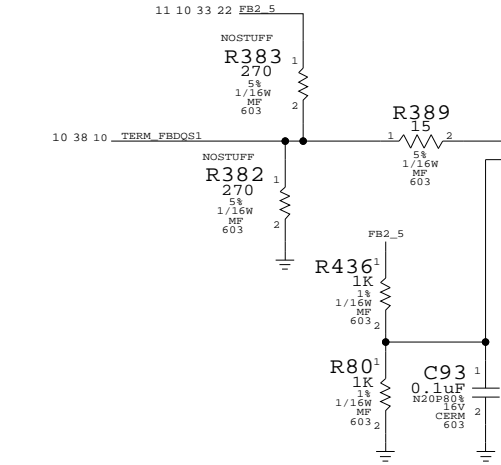 11 10 33 22 FB2_5
NOSTUFF
R383
270
5%
1/16W
MF
603
1
2
10 38 10 TERM_FBDQS1
R389
15
1
2
5%
1/16W
MF
603
NOSTUFF
R382
270
5%
1/16W
MF
603
1
2
FB2_5
R436
1K
1%
1/16W
MF
603
1
2
R80
1K
1%
1/16W
MF
603
1
2
C93
0.1uF
N20P80%
16V
CERM
603
1
2